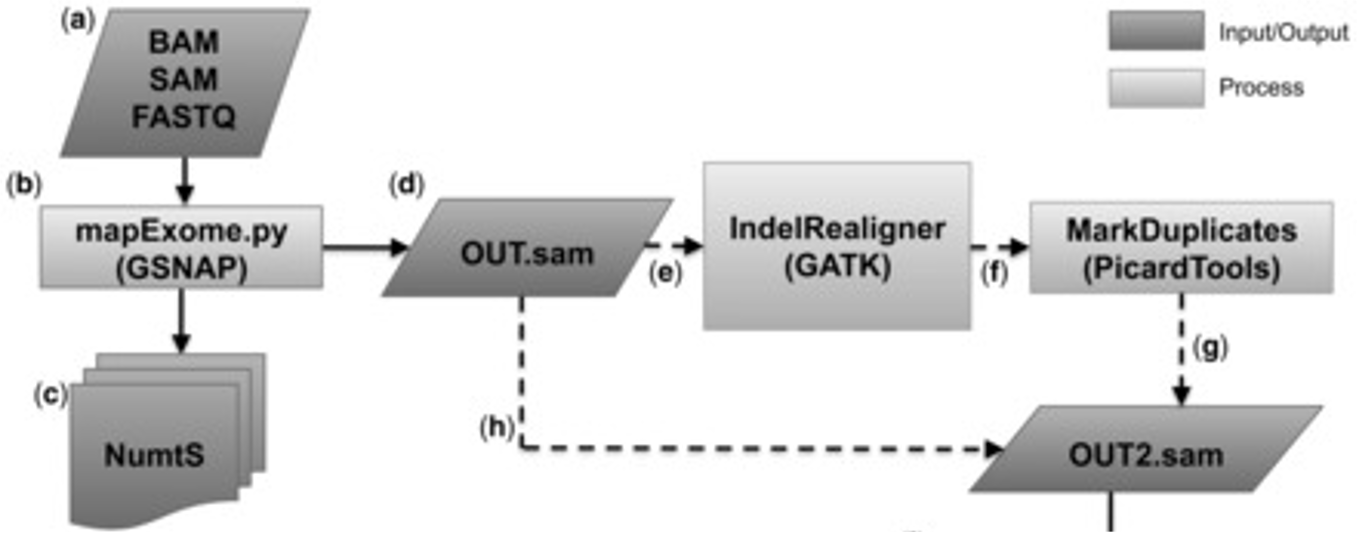 (a)
BAM
SAM
FASTQ
Input/Output
Process
(b)
mapExome.py
(GSNAP)
(d)
OUT.sam
(e)
IndelRealigner
(GATK)
(f)
MarkDuplicates
(PicardTools)
(g)
(c)
NumtS
(h)
OUT2.sam